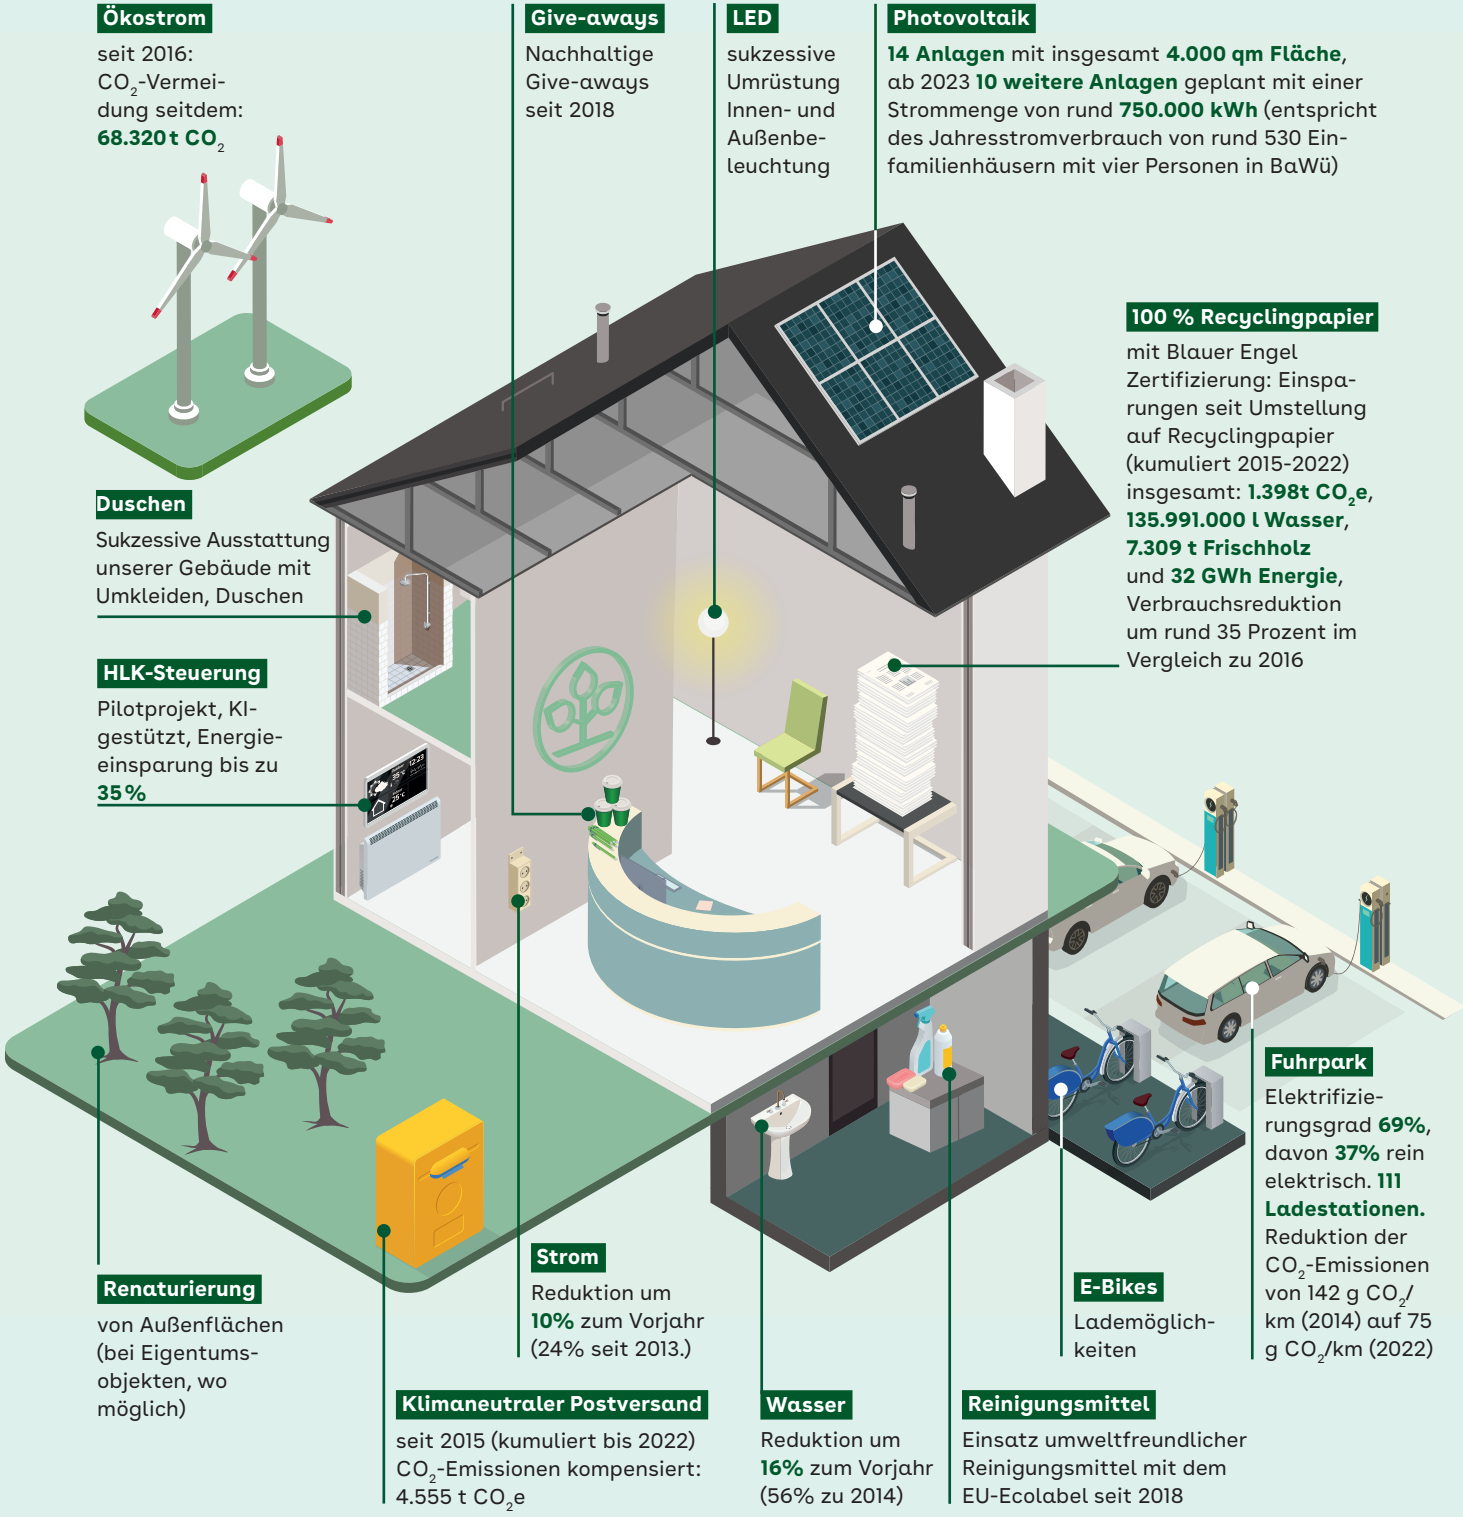 Ökostrom
seit 2016:
CO₂-Vermei-
dung seitdem:
68.320 t CO₂
Give-aways
Nachhaltige
Give-aways
seit 2018
LED
sukzessive
Umrüstung
Innen- und
Außenbe-
leuchtung
Photovoltaik
14 Anlagen mit insgesamt 4.000 qm Fläche,
ab 2023 10 weitere Anlagen geplant mit einer
Strommenge von rund 750.000 kWh (entspricht
des Jahresstromverbrauch von rund 530 Ein-
familienhäusern mit vier Personen in BaWü)
100 % Recyclingpapier
mit Blauer Engel
Zertifizierung: Einspa-
rungen seit Umstellung
auf Recyclingpapier
(kumuliert 2015-2022)
insgesamt: 1.398t CO₂e,
135.991.000 l Wasser,
7.309 t Frischholz
und 32 GWh Energie,
Verbrauchsreduktion
um rund 35 Prozent im
Vergleich zu 2016
Duschen
Sukzessive Ausstattung
unserer Gebäude mit
Umkleiden, Duschen
HLK-Steuerung
Pilotprojekt, KI-
gestützt, Energie-
einsparung bis zu
35 %
12:23
35°C
25°C
Fuhrpark
Elektrifizie-
rungsgrad 69%,
davon 37% rein
elektrisch. 111
Ladestationen.
Reduktion der
CO₂-Emissionen
von 142 g CO₂/
km (2014) auf 75
g CO₂/km (2022)
Renaturierung
von Außenflächen
(bei Eigentums-
objekten, wo
möglich)
Strom
Reduktion um
10% zum Vorjahr
(24% seit 2013.)
E-Bikes
Lademöglich-
keiten
Klimaneutraler Postversand
seit 2015 (kumuliert bis 2022)
CO₂-Emissionen kompensiert:
4.555 t CO₂e
Wasser
Reduktion um
16% zum Vorjahr
(56% zu 2014)
Reinigungsmittel
Einsatz umweltfreundlicher
Reinigungsmittel mit dem
EU-Ecolabel seit 2018